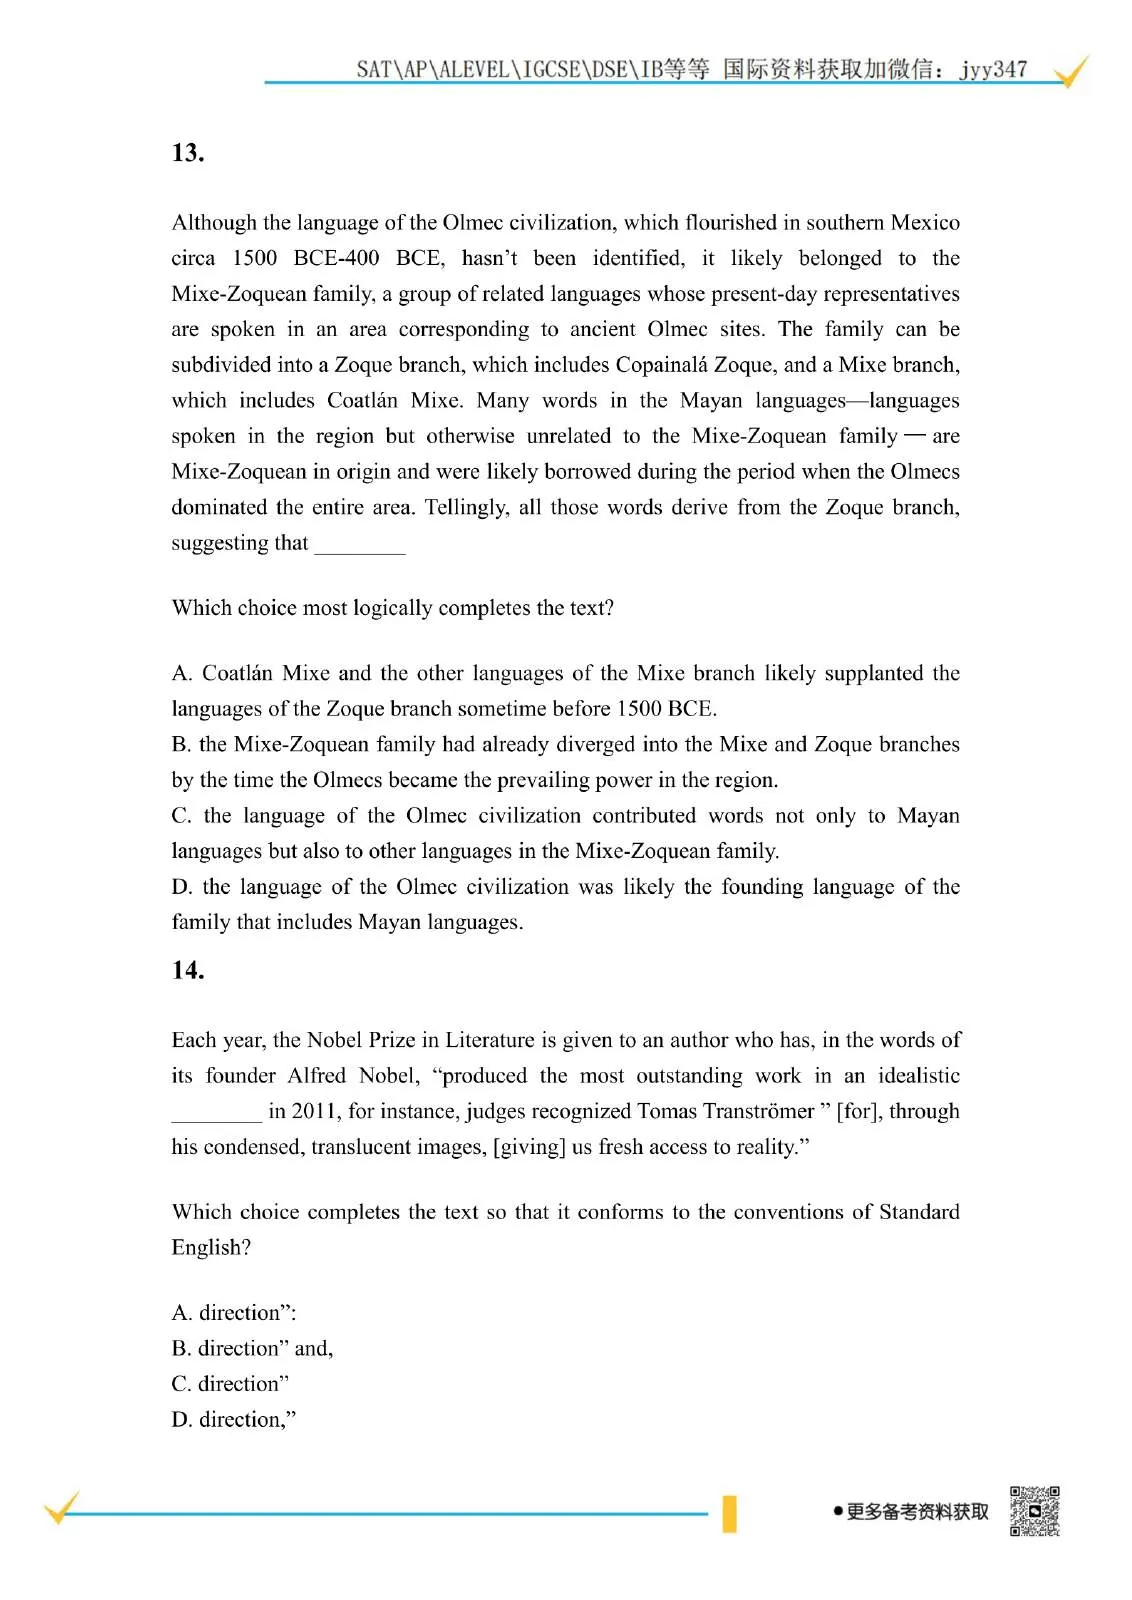 SAT\AP\ALEVEL\IGCSE\DSE\IB等等 国际资料获取加微信：jyy347
13.
Although the language of the Olmec civilization, which flourished in southern Mexico
circa 1500 BCE-400 BCE, hasn’t been identified, it likely belonged to the
Mixe-Zoquean family, a group of related languages whose present-day representatives
are spoken in an area corresponding to ancient Olmec sites. The family can be
subdivided into a Zoque branch, which includes Copainalá Zoque, and a Mixe branch,
which includes Coatlán Mixe. Many words in the Mayan languages—languages
spoken in the region but otherwise unrelated to the Mixe-Zoquean family — are
Mixe-Zoquean in origin and were likely borrowed during the period when the Olmecs
dominated the entire area. Tellingly, all those words derive from the Zoque branch,
suggesting that ________
Which choice most logically completes the text?
A. Coatlán Mixe and the other languages of the Mixe branch likely supplanted the
languages of the Zoque branch sometime before 1500 BCE.
B. the Mixe-Zoquean family had already diverged into the Mixe and Zoque branches
by the time the Olmecs became the prevailing power in the region.
C. the language of the Olmec civilization contributed words not only to Mayan
languages but also to other languages in the Mixe-Zoquean family.
D. the language of the Olmec civilization was likely the founding language of the
family that includes Mayan languages.
14.
Each year, the Nobel Prize in Literature is given to an author who has, in the words of
its founder Alfred Nobel, “produced the most outstanding work in an idealistic
________ in 2011, for instance, judges recognized Tomas Tranströmer ” [for], through
his condensed, translucent images, [giving] us fresh access to reality.”
Which choice completes the text so that it conforms to the conventions of Standard
English?
A. direction”:
B. direction” and,
C. direction”
D. direction,”
●更多备考资料获取